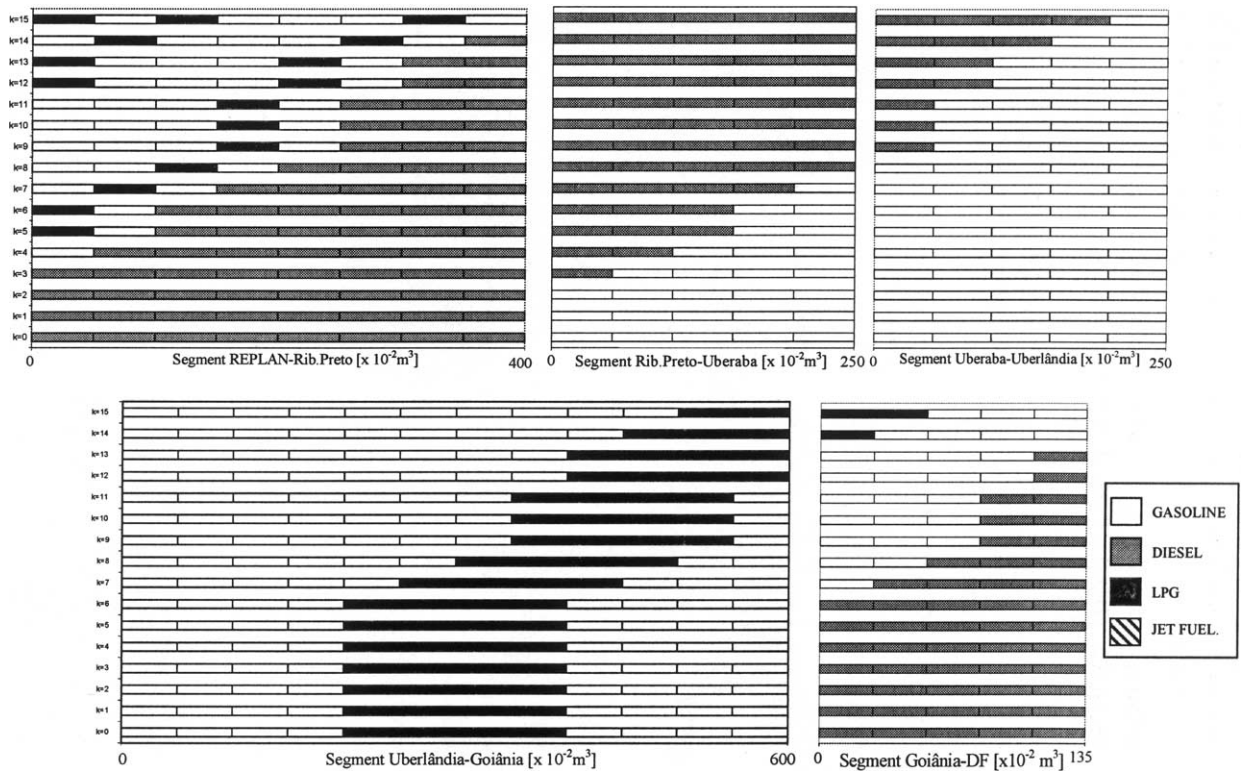 k=15
k=14
k=13
k=12
k=11
k=10
k=9
k=8
k=7
k=6
k=5
k=4
k=3
k=2
k=1
k=0
0 Segment REPLAN-Rib.Preto [x 10⁻²m³] 400
0 Segment Rib.Preto-Uberaba [x 10⁻²m³] 250
0 Segment Uberaba-Uberlândia [x 10⁻²m³] 250
k=15
k=14
k=13
k=12
k=11
k=10
k=9
k=8
k=7
k=6
k=5
k=4
k=3
k=2
k=1
k=0
0 Segment Uberlândia-Goiânia [x 10⁻²m³] 600
0 Segment Goiânia-DF [x10⁻² m³] 135
GASOLINE
DIESEL
LPG
JET FUEL.